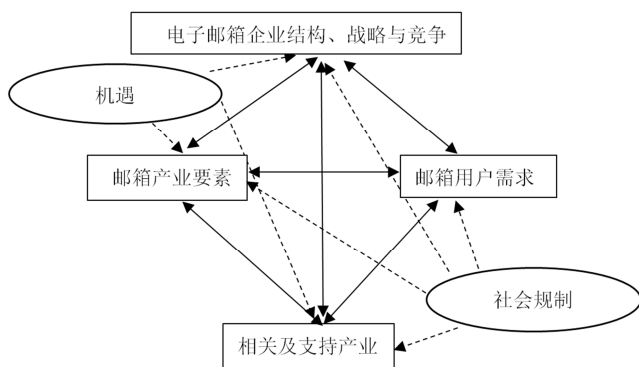 电子邮箱企业结构、战略与竞争
机遇
邮箱产业要素
邮箱用户需求
社会规制
相关及支持产业